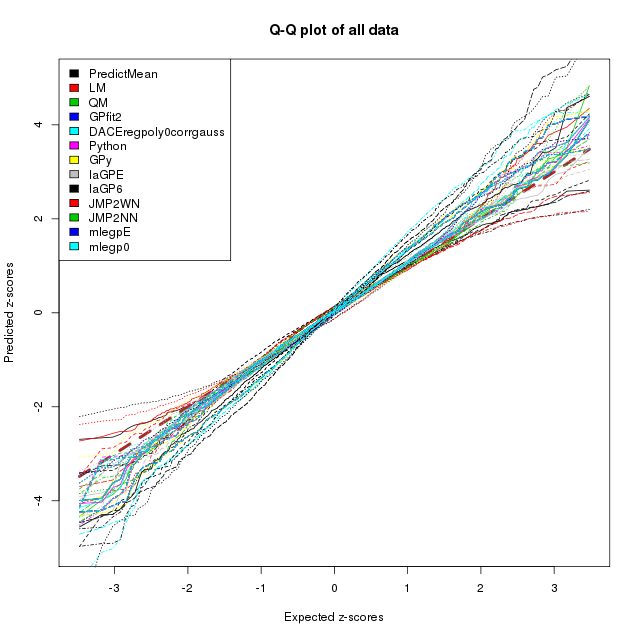 Q-Q plot of all data
PredictMean
LM
QM
GPfit2
DACEregpoly0corrgauss
Python
GPy
laGPE
laGP6
JMP2WN
JMP2NN
mlegpE
mlegp0
4
2
0
-2
-4
Predicted z-scores
-3 -2 -1 0 1 2 3
Expected z-scores